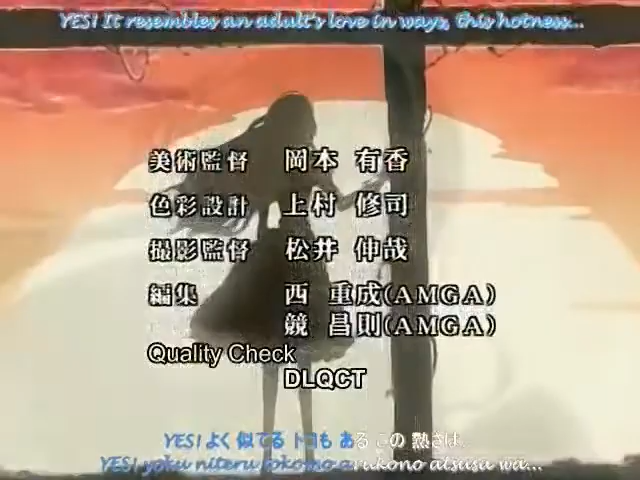 YES! It resembles an adult's love in ways, this hotness...
美術監督 岡本 有香
色彩設計 上村 修司
撮影監督 松井 伸哉
編集 西 重成(AMGA)
競 昌則(AMGA)
Quality Check
DLQCT
YES! よく 似てる トコも ある この 熱さは
YES! yoku niteru tokomo arukono atsusa wa...